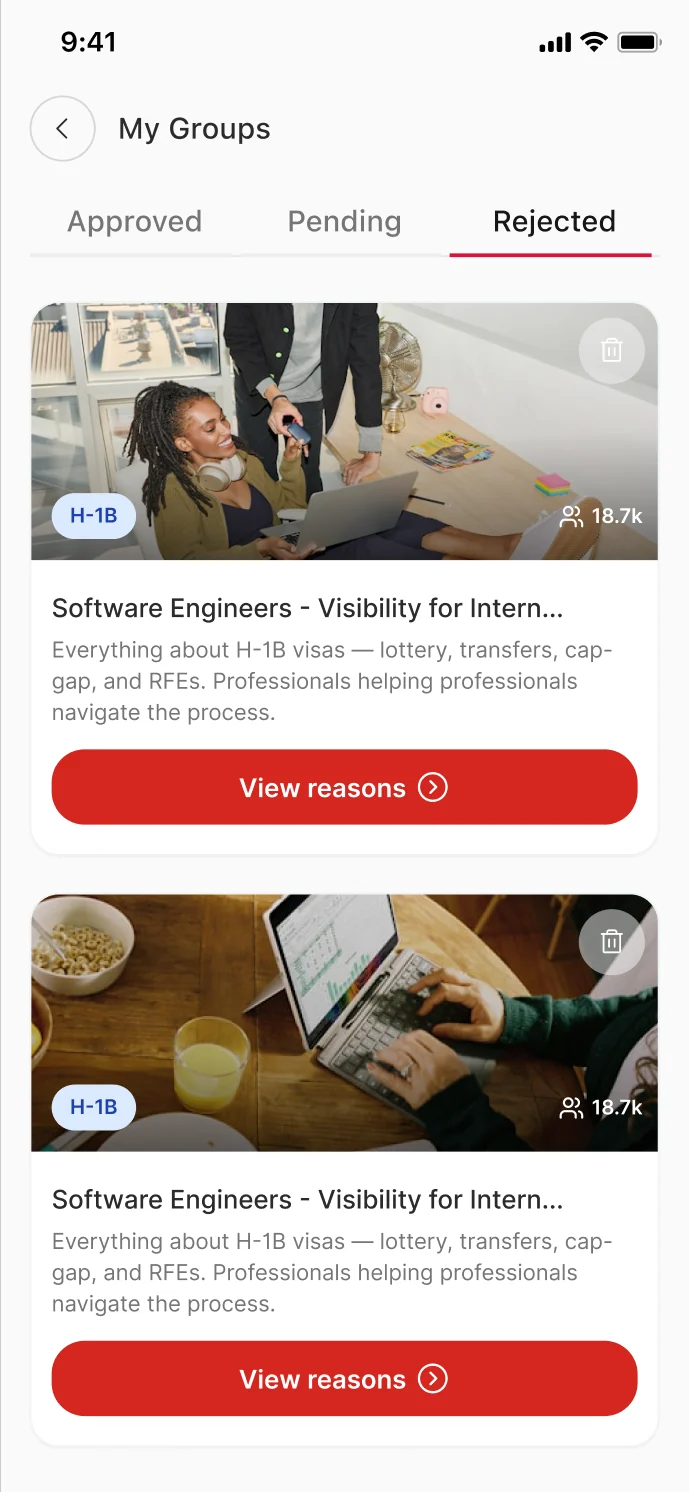 9:41
My Groups
Approved
Pending
Rejected
H-1B
18.7k
Software Engineers - Visibility for Intern...
Everything about H-1B visas — lottery, transfers, cap-
gap, and RFEs. Professionals helping professionals
navigate the process.
View reasons
H-1B
18.7k
Software Engineers - Visibility for Intern...
Everything about H-1B visas — lottery, transfers, cap-
gap, and RFEs. Professionals helping professionals
navigate the process.
View reasons